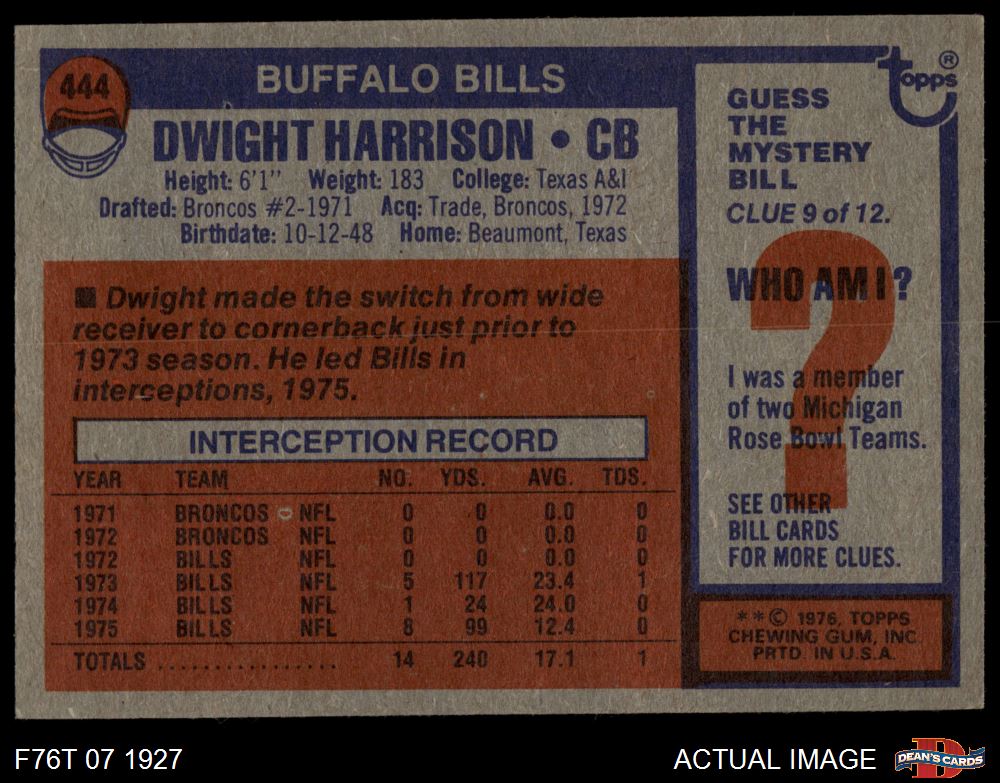 444
BUFFALO BILLS
DWIGHT HARRISON • CB
Height: 6'1" Weight: 183 College: Texas A&I
Drafted: Broncos #2-1971 Acq: Trade, Broncos, 1972
Birthdate: 10-12-48 Home: Beaumont, Texas
■ Dwight made the switch from wide
receiver to cornerback just prior to
1973 season. He led Bills in
interceptions, 1975.
INTERCEPTION RECORD
YEAR TEAM NO. YDS. AVG. TDS.
1971 BRONCOS NFL 0 0 0.0 0
1972 BRONCOS NFL 0 0 0.0 0
1972 BILLS NFL 0 0 0.0 0
1973 BILLS NFL 5 117 23.4 1
1974 BILLS NFL 1 24 24.0 0
1975 BILLS NFL 8 99 12.4 0
TOTALS ................ 14 240 17.1 1
topps®
GUESS
THE
MYSTERY
BILL
CLUE 9 of 12.
?
WHO AM I?
I was a member
of two Michigan
Rose Bowl Teams.
SEE OTHER
BILL CARDS
FOR MORE CLUES.
**© 1976, TOPPS
CHEWING GUM, INC.
PRTD. IN U.S.A.
F76T 07 1927
ACTUAL IMAGE
D
DEAN'S CARDS